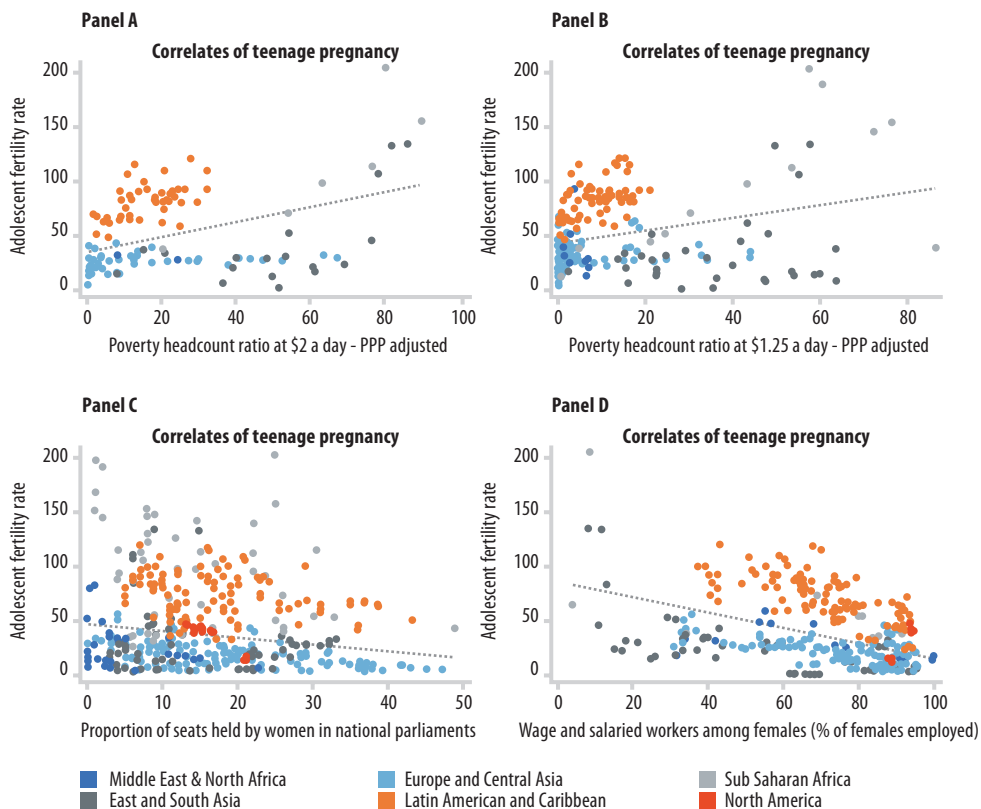 Panel A
Correlates of teenage pregnancy
Adolescent fertility rate
200
150
100
50
0
0 20 40 60 80 100
Poverty headcount ratio at $2 a day - PPP adjusted
Panel B
Correlates of teenage pregnancy
Adolescent fertility rate
200
150
100
50
0
0 20 40 60 80
Poverty headcount ratio at $1.25 a day - PPP adjusted
Panel C
Correlates of teenage pregnancy
Adolescent fertility rate
200
150
100
50
0
0 10 20 30 40 50
Proportion of seats held by women in national parliaments
Panel D
Correlates of teenage pregnancy
Adolescent fertility rate
200
150
100
50
0
0 20 40 60 80 100
Wage and salaried workers among females (% of females employed)
Middle East & North Africa
East and South Asia
Europe and Central Asia
Latin American and Caribbean
Sub Saharan Africa
North America